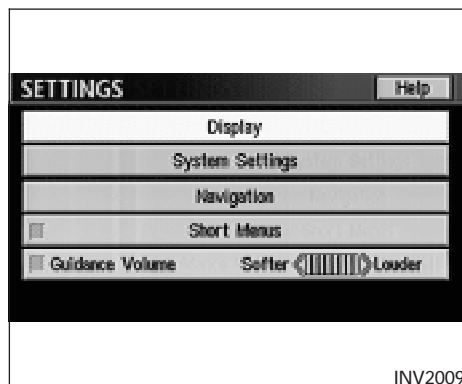 SETTINGS Help
Display
System Settings
Navigation
Short Menus
Guidance Volume Softer Louder
INV2009